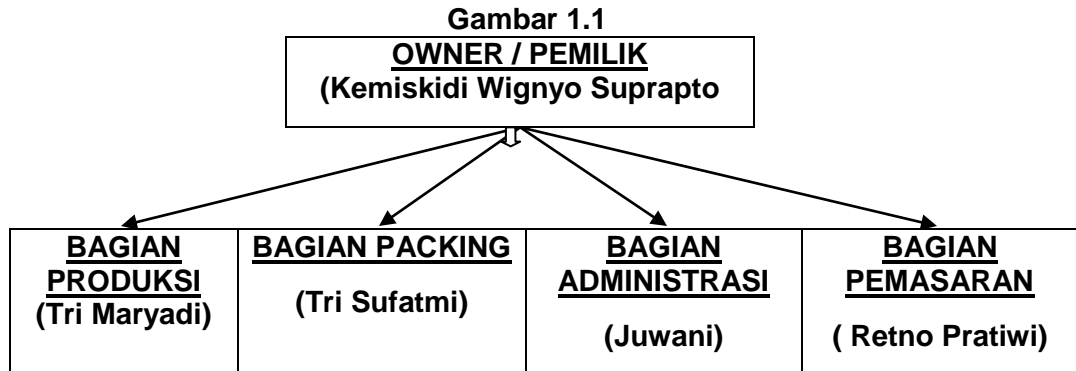 Gambar 1.1
OWNER / PEMILIK
(Kemiskidi Wignyo Suprapto
BAGIAN
PRODUKSI
(Tri Maryadi)
BAGIAN PACKING
(Tri Sufatmi)
BAGIAN
ADMINISTRASI
(Juwani)
BAGIAN
PEMASARAN
( Retno Pratiwi)